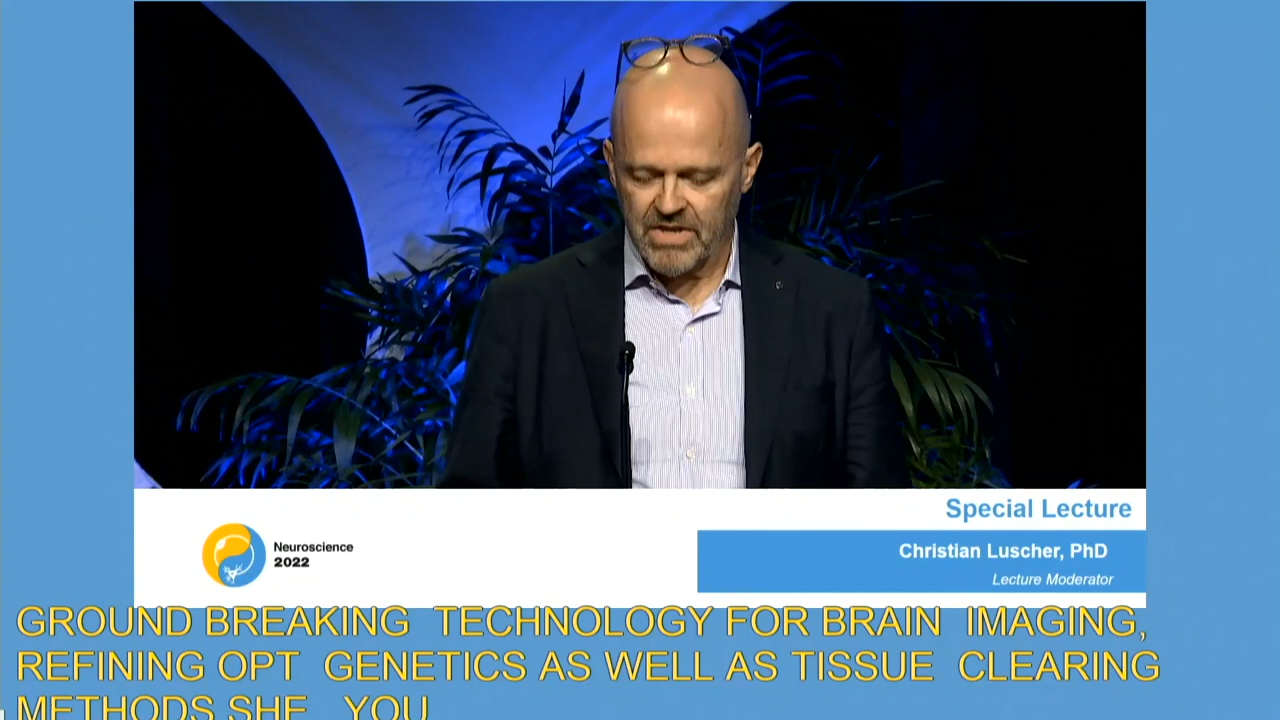 Special Lecture
Neuroscience
2022
Christian Luscher, PhD
Lecture Moderator
GROUND BREAKING TECHNOLOGY FOR BRAIN IMAGING,
REFINING OPT GENETICS AS WELL AS TISSUE CLEARING
METHODS SHE YOU